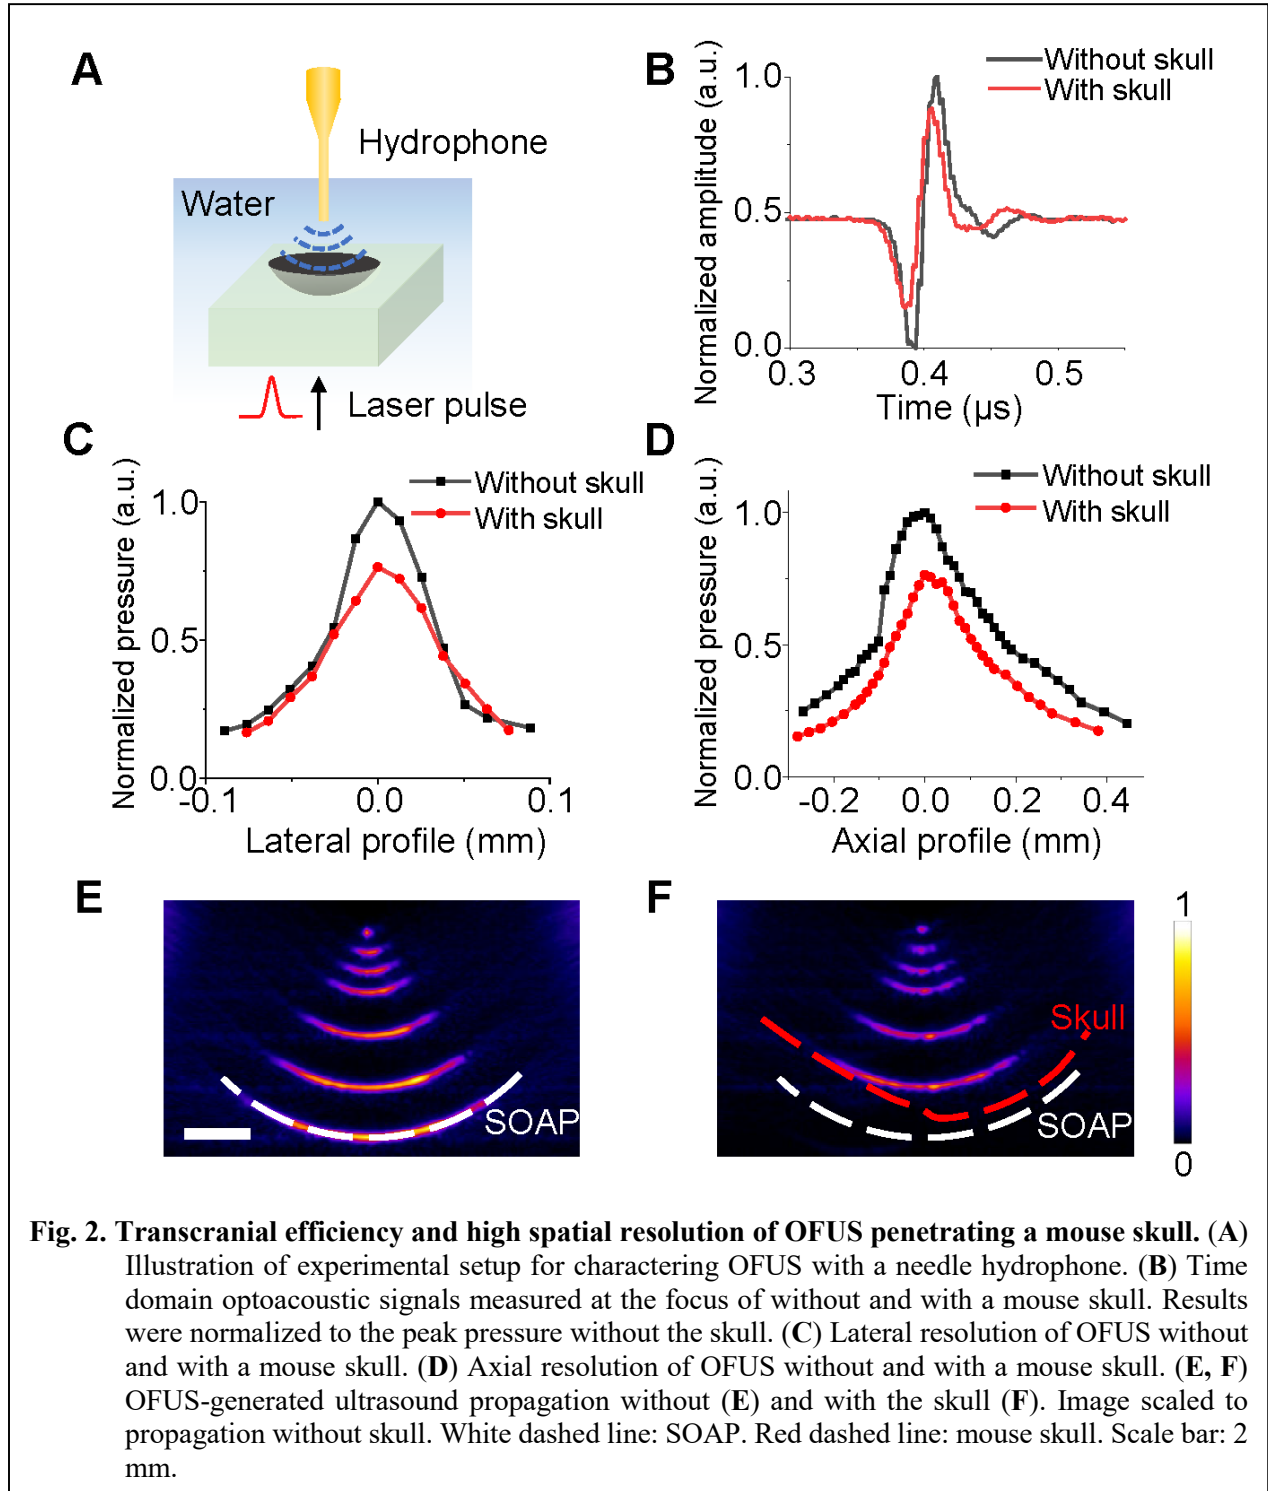 A
Hydrophone
Water
Laser pulse
B
Without skull
With skull
Normalized amplitude (a.u.)
1.0
0.5
0.0
0.3
0.4
0.5
Time (µs)
C
Without skull
With skull
Normalized pressure (a.u.)
1.0
0.5
0.0
-0.1
0.0
0.1
Lateral profile (mm)
D
Without skull
With skull
Normalized pressure (a.u.)
1.0
0.5
0.0
-0.2
0.0
0.2
0.4
Axial profile (mm)
E
SOAP
F
Skull
SOAP
1
0
Fig. 2. Transcranial efficiency and high spatial resolution of OFUS penetrating a mouse skull. (A)
Illustration of experimental setup for charactering OFUS with a needle hydrophone. (B) Time
domain optoacoustic signals measured at the focus of without and with a mouse skull. Results
were normalized to the peak pressure without the skull. (C) Lateral resolution of OFUS without
and with a mouse skull. (D) Axial resolution of OFUS without and with a mouse skull. (E, F)
OFUS-generated ultrasound propagation without (E) and with the skull (F). Image scaled to
propagation without skull. White dashed line: SOAP. Red dashed line: mouse skull. Scale bar: 2
mm.